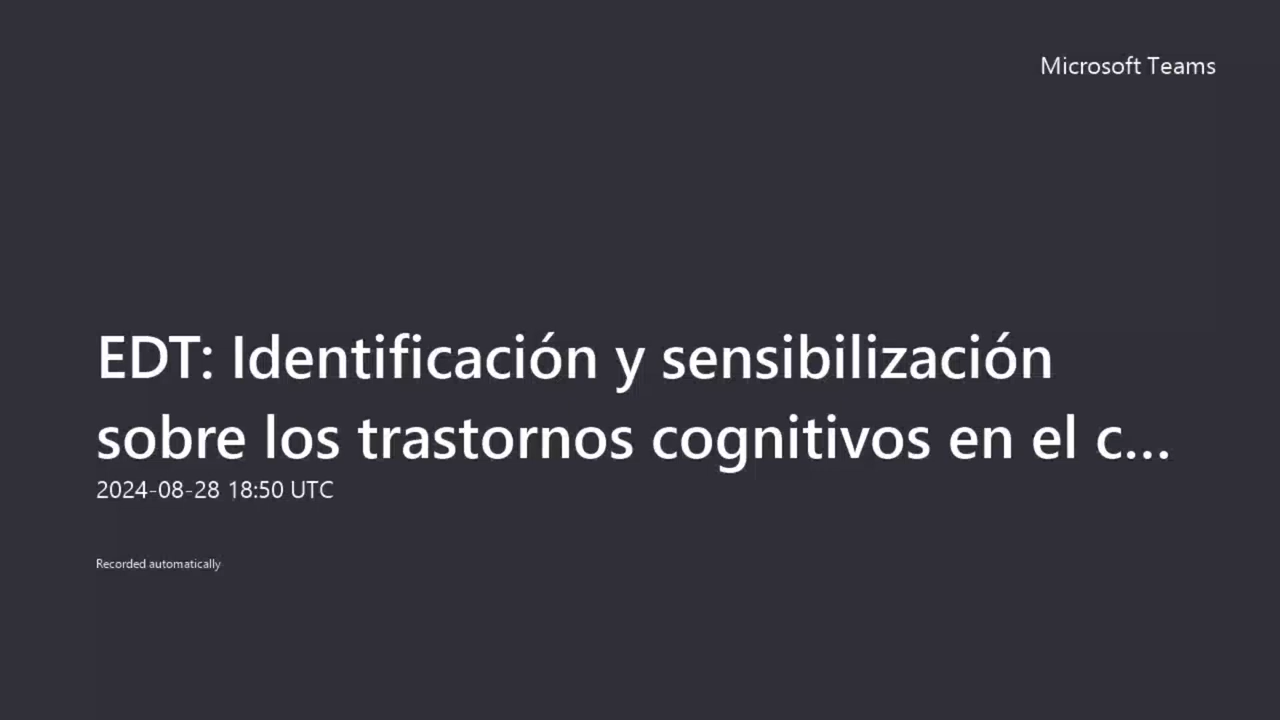 Microsoft Teams
EDT: Identificación y sensibilización
sobre los trastornos cognitivos en el c...
2024-08-28 18:50 UTC
Recorded automatically